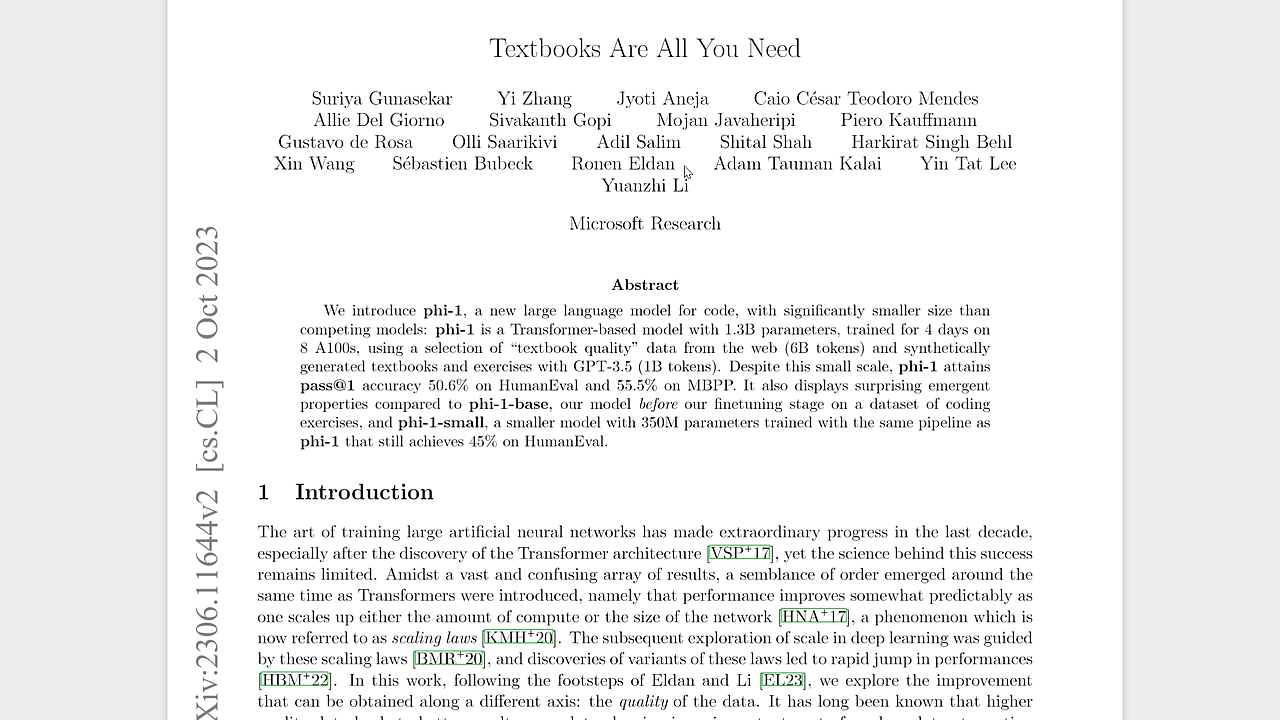 Textbooks Are All You Need
Suriya Gunasekar Yi Zhang Jyoti Aneja Caio César Teodoro Mendes
Allie Del Giorno Sivakanth Gopi Mojan Javaheripi Piero Kauffmann
Gustavo de Rosa Olli Saarikivi Adil Salim Shital Shah Harkirat Singh Behl
Xin Wang Sébastien Bubeck Ronen Eldan Adam Tauman Kalai Yin Tat Lee
Yuanzhi Li
Microsoft Research
Abstract
We introduce phi-1, a new large language model for code, with significantly smaller size than
competing models: phi-1 is a Transformer-based model with 1.3B parameters, trained for 4 days on
8 A100s, using a selection of “textbook quality” data from the web (6B tokens) and synthetically
generated textbooks and exercises with GPT-3.5 (1B tokens). Despite this small scale, phi-1 attains
pass@1 accuracy 50.6% on HumanEval and 55.5% on MBPP. It also displays surprising emergent
properties compared to phi-1-base, our model before our finetuning stage on a dataset of coding
exercises, and phi-1-small, a smaller model with 350M parameters trained with the same pipeline as
phi-1 that still achieves 45% on HumanEval.
1 Introduction
The art of training large artificial neural networks has made extraordinary progress in the last decade,
especially after the discovery of the Transformer architecture [VSP+17], yet the science behind this success
remains limited. Amidst a vast and confusing array of results, a semblance of order emerged around the
same time as Transformers were introduced, namely that performance improves somewhat predictably as
one scales up either the amount of compute or the size of the network [HNA+17], a phenomenon which is
now referred to as scaling laws [KMH+20]. The subsequent exploration of scale in deep learning was guided
by these scaling laws [BMR+20], and discoveries of variants of these laws led to rapid jump in performances
[HBM+22]. In this work, following the footsteps of Eldan and Li [EL23], we explore the improvement
that can be obtained along a different axis: the quality of the data. It has long been known that higher
Xiv:2306.11644v2 [cs.CL] 2 Oct 2023